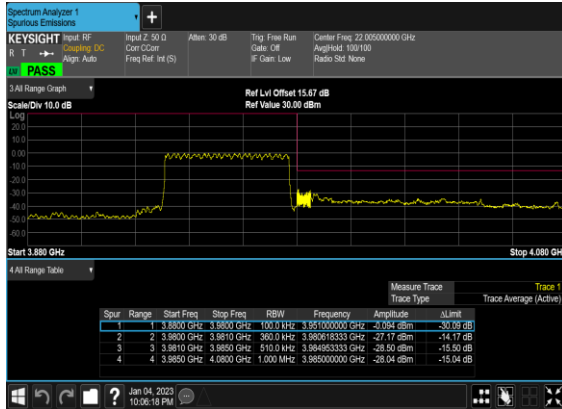 Spectrum Analyzer 1
Spurious Emissions
KEYSIGHT Input: RF Input Z: 50 Ω Atten: 30 dB Trig: Free Run Center Freq: 22.005000000 GHz
R T Coupling: DC Corr CCorr Gate: Off Avg|Hold: 100/100
Align: Auto Freq Ref: Int (S) IF Gain: Low Radio Std: None
PASS
3 All Range Graph Ref Lvl Offset 15.67 dB
Scale/Div 10.0 dB Ref Value 30.00 dBm
Log
20.0
10.0
0.00
-10.0
-20.0
-30.0
-40.0
-50.0
-60.0
Start 3.880 GHz Stop 4.080 GH
4 All Range Table
Measure Trace Trace 1
Trace Type Trace Average (Active)
Spur Range Start Freq Stop Freq RBW Frequency Amplitude ΔLimit
1 1 3.8800 GHz 3.9800 GHz 100.0 kHz 3.951000000 GHz -0.094 dBm -30.09 dB
2 2 3.9800 GHz 3.9810 GHz 360.0 kHz 3.980618333 GHz -27.17 dBm -14.17 dB
3 3 3.9810 GHz 3.9850 GHz 510.0 kHz 3.984953333 GHz -28.50 dBm -15.50 dB
4 4 3.9850 GHz 4.0800 GHz 1.000 MHz 3.985000000 GHz -28.04 dBm -15.04 dB
? Jan 04, 2023
10:06:18 PM